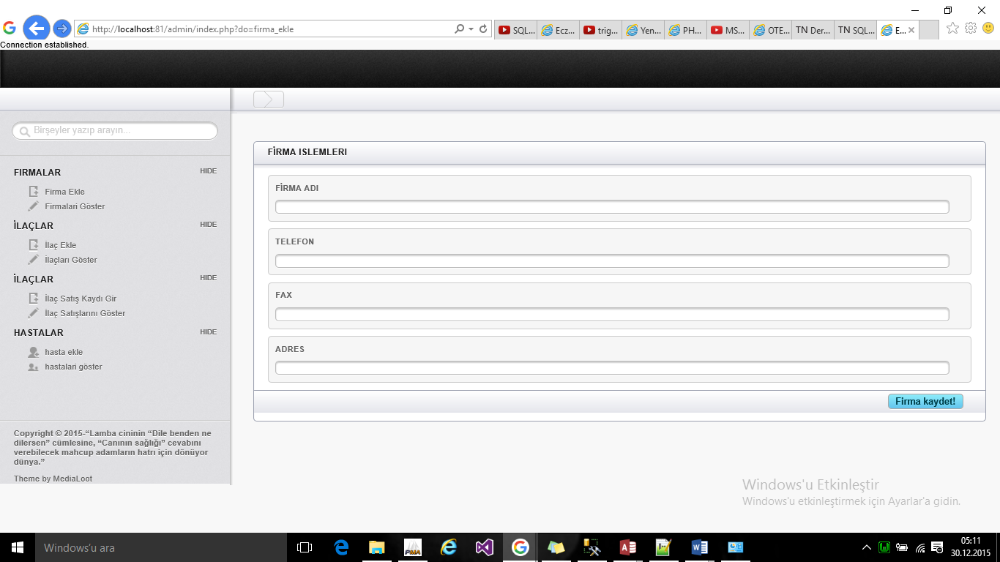 http://localhost:81/admin/index.php?do=firma_ekle
SQL...
Ecz...
trig...
Yen...
PH...
MS...
OTE...
TN Der...
TN SQL...
E...
Connection established.
Birşeyler yazıp arayın...
FIRMALAR
HIDE
Firma Ekle
Firmalari Göster
İLAÇLAR
HIDE
İlaç Ekle
İlaçları Göster
İLAÇLAR
HIDE
İlaç Satış Kaydı Gir
İlaç Satışlarını Göster
HASTALAR
HIDE
hasta ekle
hastalari göster
Copyright © 2015-“Lamba cininin “Dile benden ne
dilersen” cümlesine, “Canının sağlığı” cevabını
verebilecek mahcup adamların hatrı için dönüyor
dünya.”
Theme by MediaLoot
FİRMA ISLEMLERI
FİRMA ADI
TELEFON
FAX
ADRES
Firma kaydet!
Windows'u Etkinleştir
Windows'u etkinleştirmek için Ayarlar'a gidin.
Windows'u ara
PMA
05:11
30.12.2015